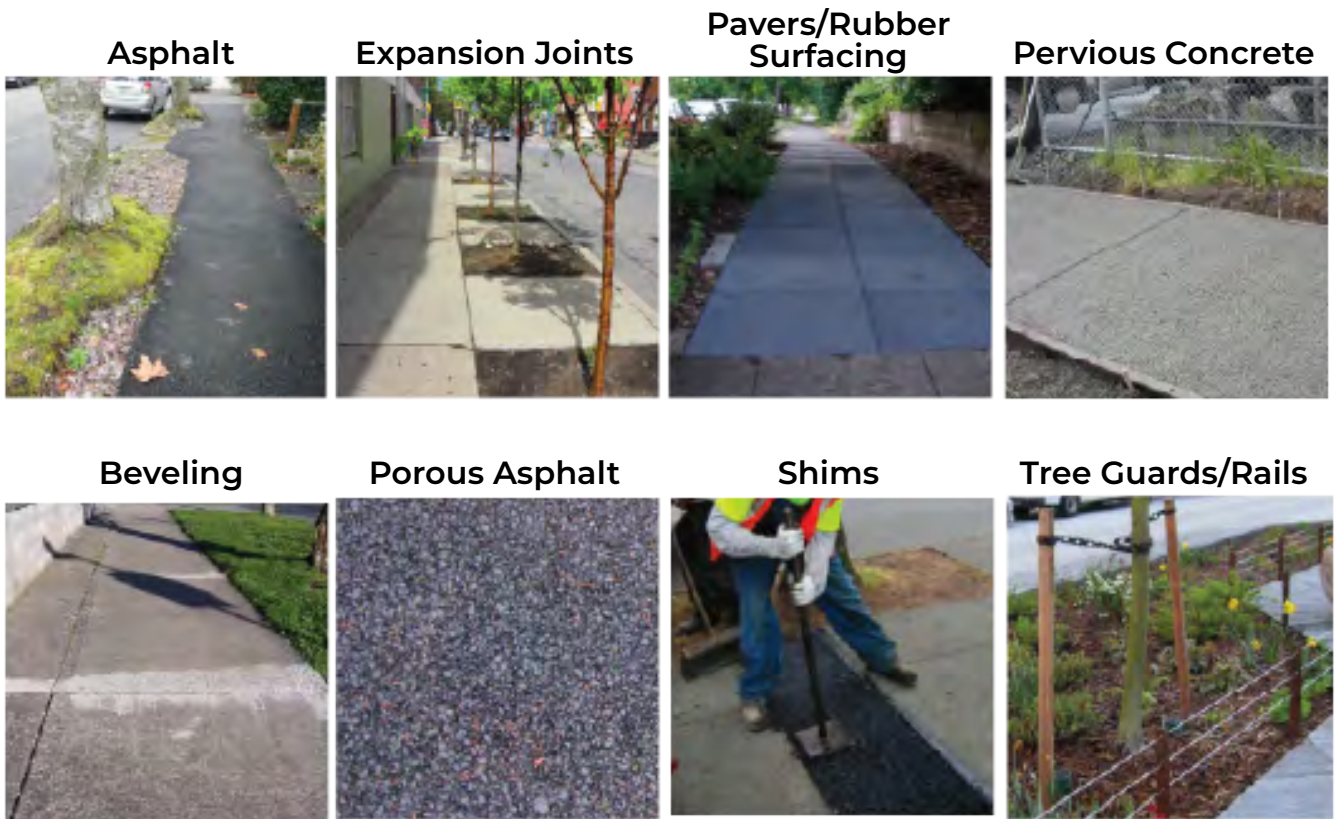 Asphalt
Expansion Joints
Pavers/Rubber
Surfacing
Pervious Concrete
Beveling
Porous Asphalt
Shims
Tree Guards/Rails